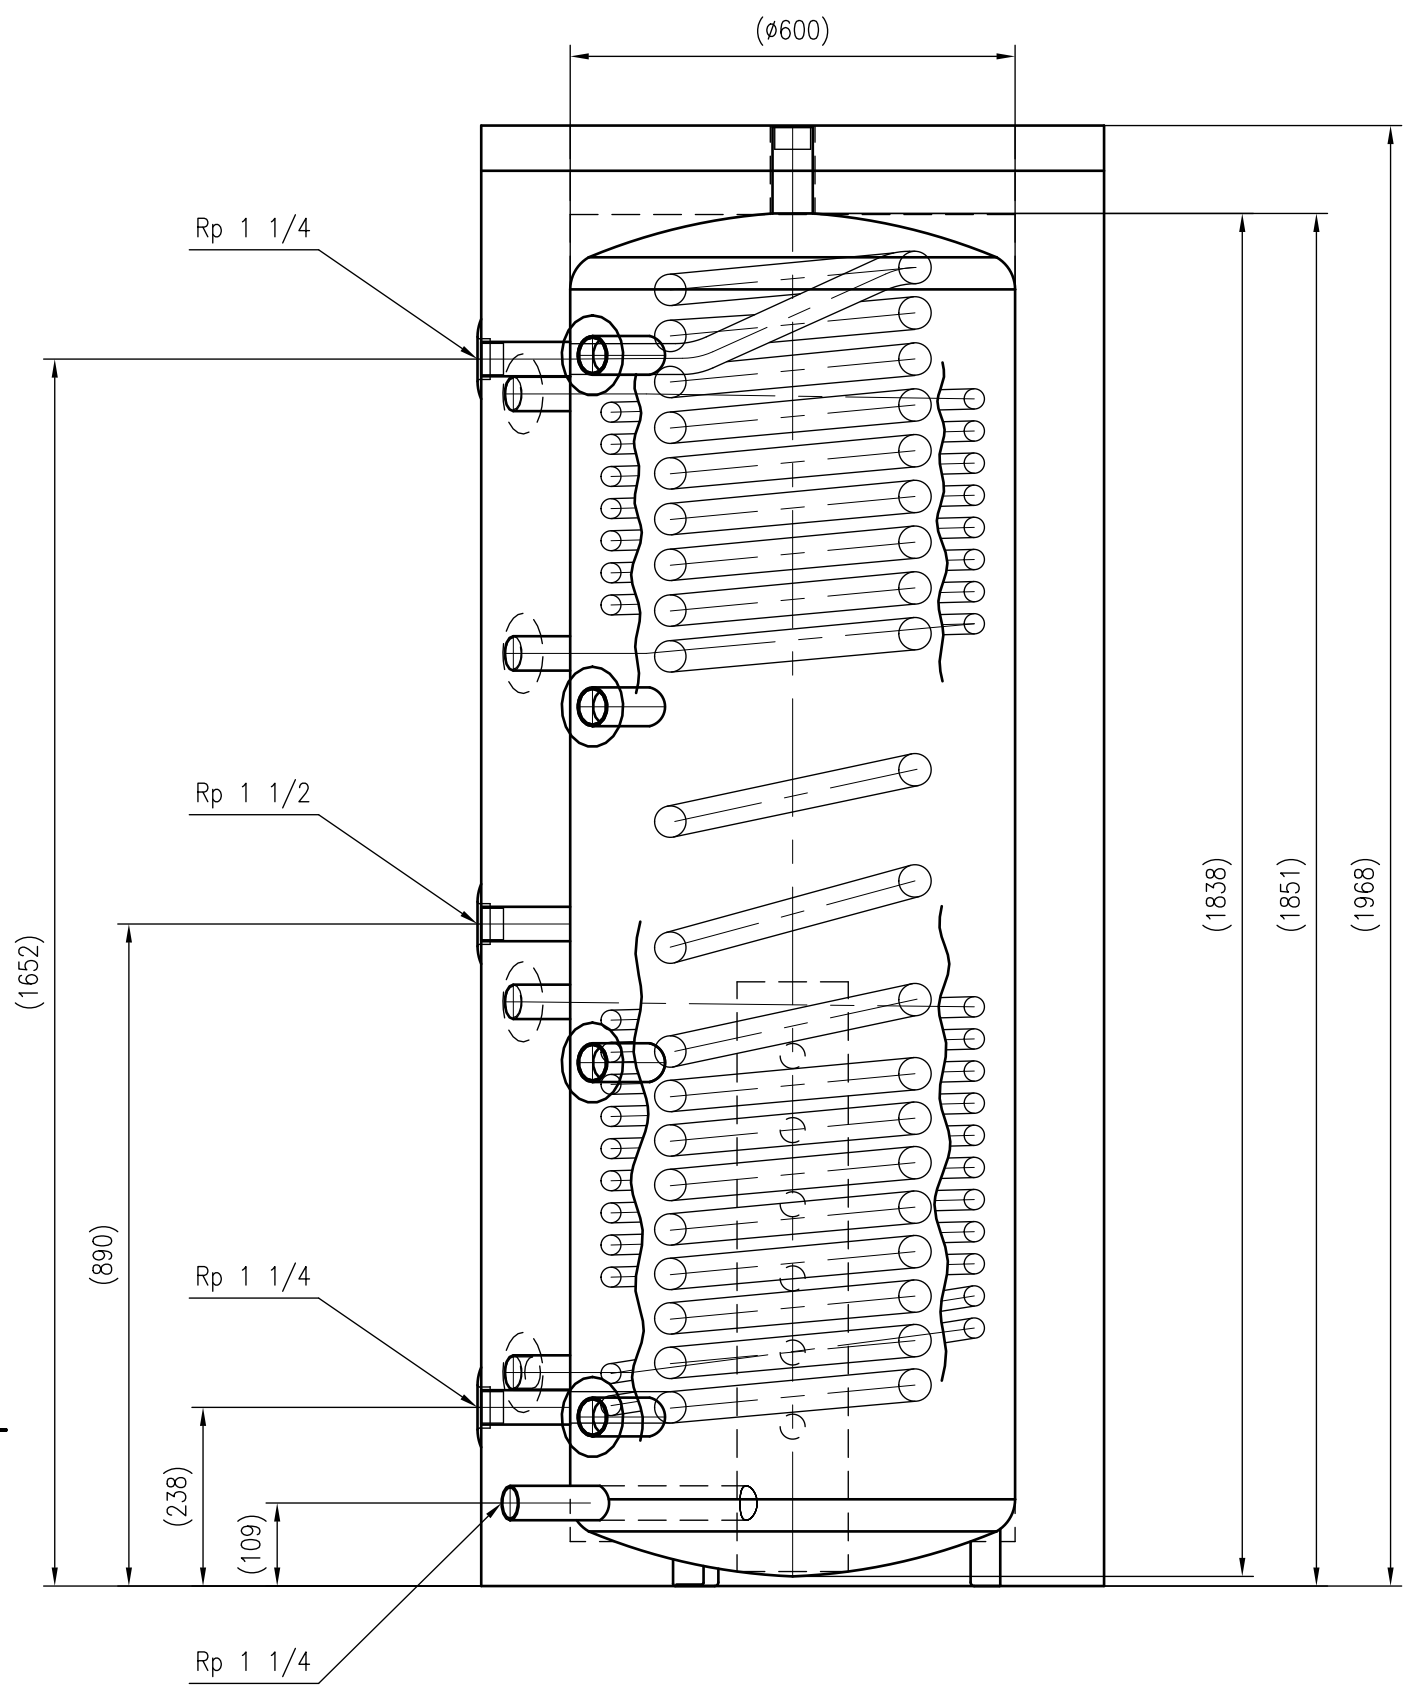 (ø600)
Rp 1 1/4
Rp 1 1/2
(1838)
(1851)
(1968)
(1652)
(890)
Rp 1 1/4
(238)
(109)
Rp 1 1/4